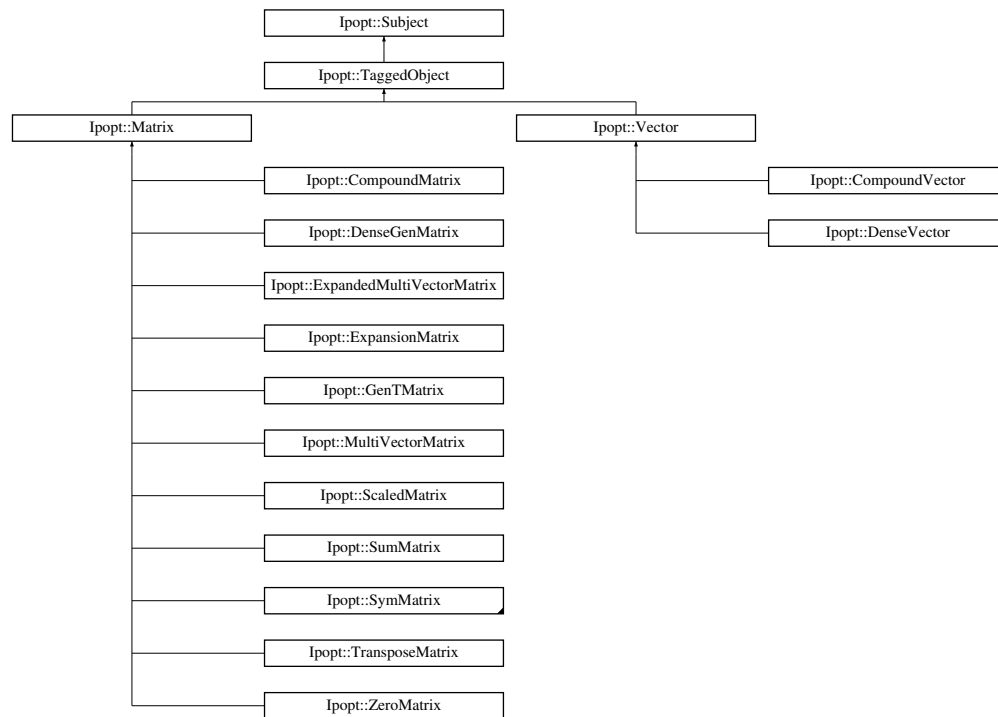 Ipopt::Subject
Ipopt::TaggedObject
Ipopt::Matrix
Ipopt::Vector
Ipopt::CompoundMatrix
Ipopt::CompoundVector
Ipopt::DenseGenMatrix
Ipopt::DenseVector
Ipopt::ExpandedMultiVectorMatrix
Ipopt::ExpansionMatrix
Ipopt::GenTMatrix
Ipopt::MultiVectorMatrix
Ipopt::ScaledMatrix
Ipopt::SumMatrix
Ipopt::SymMatrix
Ipopt::TransposeMatrix
Ipopt::ZeroMatrix